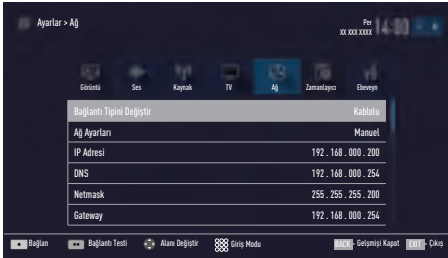 Ayarlar > Ağ
Per
xx xxx xxxx
14:00
Görüntü Ses Kaynak TV Ağ Zamanlayıcı Ebeveyn
Bağlantı Tipini Değiştir Kablolu
Ağ Ayarları Manuel
IP Adresi 192 . 168 . 000 . 200
DNS 192 . 168 . 000 . 254
Netmask 255 . 255 . 255 . 200
Gateway 192 . 168 . 000 . 254
Bağlan Bağlantı Testi Alanı Değiştir Giriş Modu BACK - Gelşmişi Kapat EXIT - Çıkış